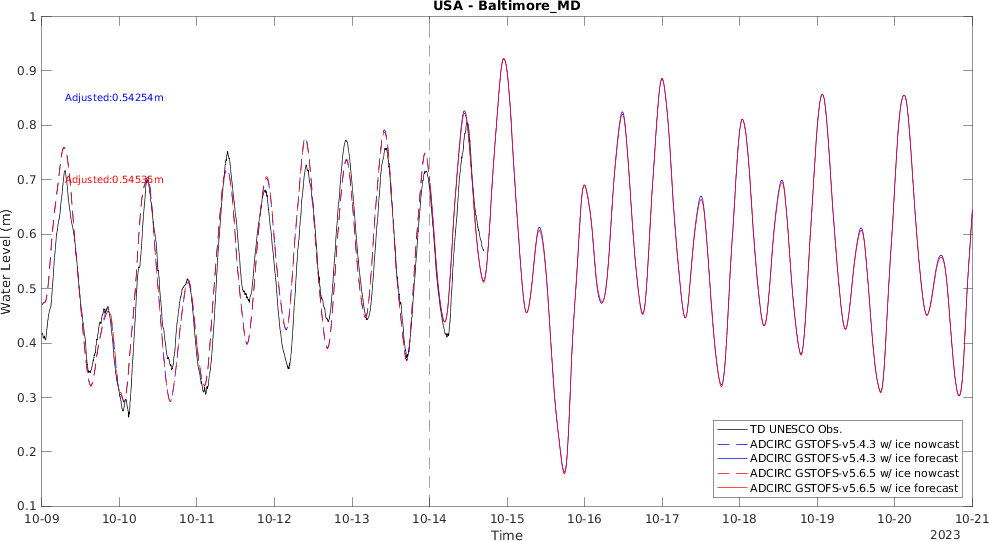 USA - Baltimore_MD
1
0.9
0.8
0.7
0.6
0.5
0.4
0.3
0.2
0.1
Water Level (m)
Adjusted:0.54254m
Adjusted:0.54535m
TD UNESCO Obs.
ADCIRC GSTOFS-v5.4.3 w/ ice nowcast
ADCIRC GSTOFS-v5.4.3 w/ ice forecast
ADCIRC GSTOFS-v5.6.5 w/ ice nowcast
ADCIRC GSTOFS-v5.6.5 w/ ice forecast
10-09 10-10 10-11 10-12 10-13 10-14 10-15 10-16 10-17 10-18 10-19 10-20 10-21
Time
2023